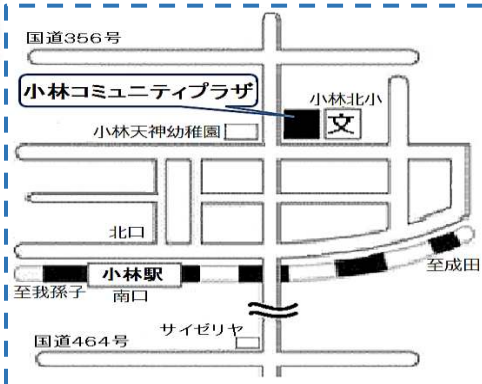 国道356号
小林コミュニティプラザ
小林北小
文
小林天神幼稚園
北口
小林駅
至我孫子
南口
至成田
サイゼリヤ
国道464号